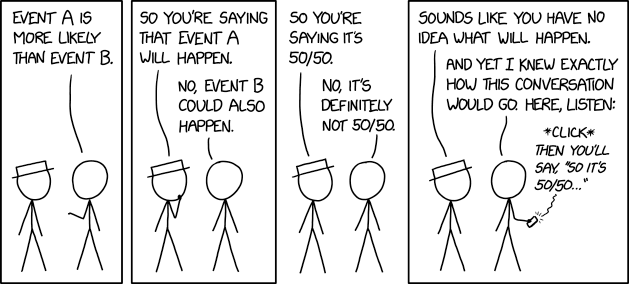 EVENT A IS
MORE LIKELY
THAN EVENT B.
SO YOU'RE SAYING
THAT EVENT A
WILL HAPPEN.
NO, EVENT B
COULD ALSO
HAPPEN.
SO YOU'RE
SAYING IT'S
50/50.
NO, IT'S
DEFINITELY
NOT 50/50.
SOUNDS LIKE YOU HAVE NO
IDEA WHAT WILL HAPPEN.
AND YET I KNEW EXACTLY
HOW THIS CONVERSATION
WOULD GO. HERE, LISTEN:
*CLICK*
THEN YOU'LL
SAY, "SO IT'S
50/50..."